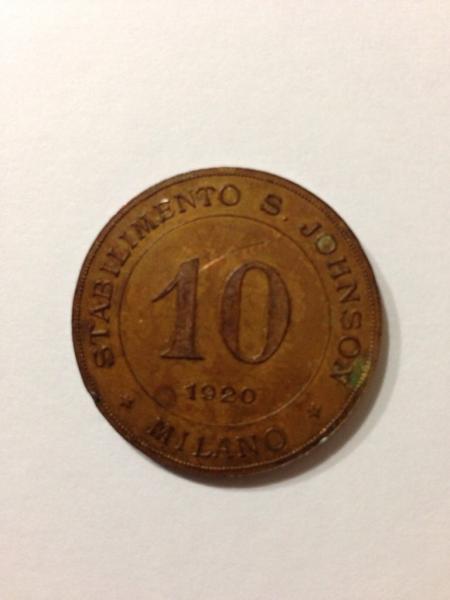 STABILIMENTO S. JOHNSON
10
1920
MILANO